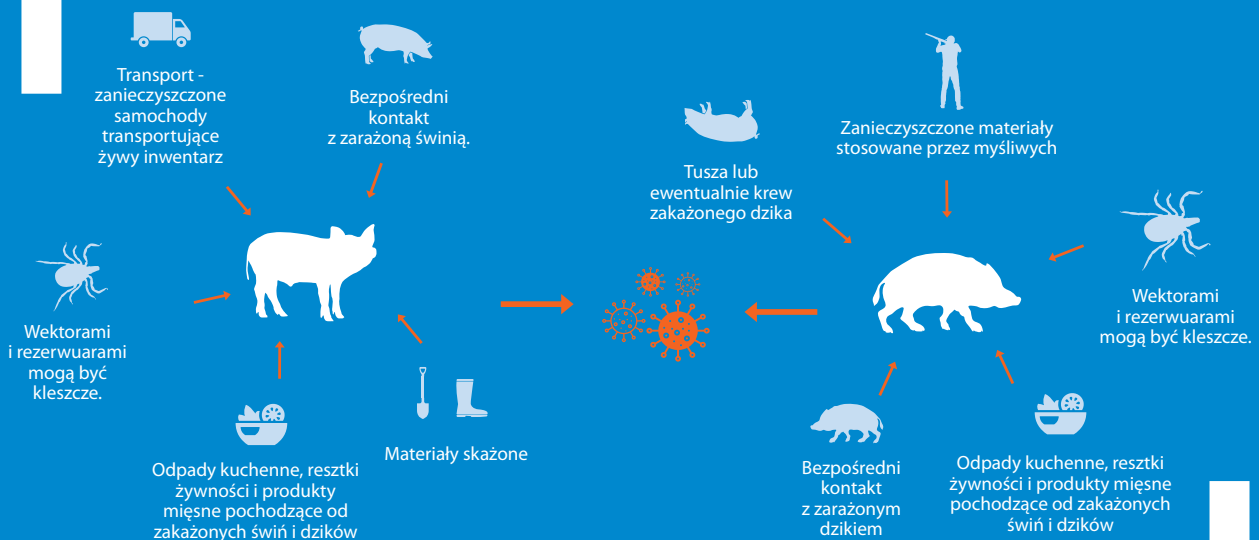 Transport -
zanieczyszczone
samochody
transportujące
żywy inwentarz
Bezpośredni
kontakt
z zarażoną świnią.
Tusza lub
ewentualnie krew
zakażonego dzika
Zanieczyszczone materiały
stosowane przez myśliwych
Wektorami
i rezerwuarami
mogą być
kleszcze.
Wektorami
i rezerwuarami
mogą być kleszcze.
Odpady kuchenne, resztki
żywności i produkty
mięsne pochodzące od
zakażonych świń i dzików
Materiały skażone
Bezpośredni
kontakt
z zarażonym
dzikiem
Odpady kuchenne, resztki
żywności i produkty mięsne
pochodzące od zakażonych
świń i dzików